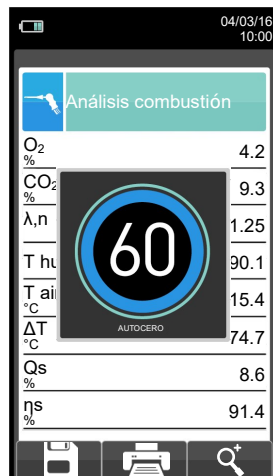 04/03/16
10:00
Análisis combustión
O2
%
4.2
CO2
%
9.3
λ,n
1.25
60
AUTOCERO
T hu
90.1
T ai
°C
15.4
ΔT
°C
74.7
Qs
%
8.6
ηs
%
91.4